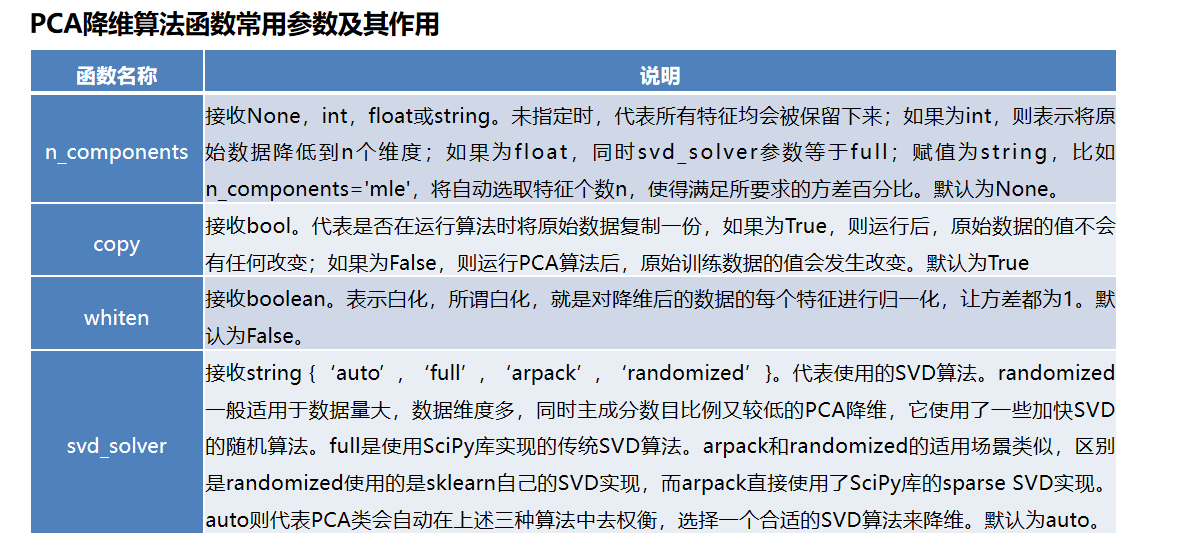 PCA降维算法函数常用参数及其作用
函数名称 说明
n_components
接收None，int，float或string。未指定时，代表所有特征均会被保留下来；如果为int，则表示将原
始数据降低到n个维度；如果为float，同时svd_solver参数等于full；赋值为string，比如
n_components='mle'，将自动选取特征个数n，使得满足所要求的方差百分比。默认为None。
copy
接收bool。代表是否在运行算法时将原始数据复制一份，如果为True，则运行后，原始数据的值不会
有任何改变；如果为False，则运行PCA算法后，原始训练数据的值会发生改变。默认为True
whiten
接收boolean。表示白化，所谓白化，就是对降维后的数据的每个特征进行归一化，让方差都为1。默
认为False。
svd_solver
接收string {‘auto’,‘full’,‘arpack’,‘randomized’}。代表使用的SVD算法。randomized
一般适用于数据量大，数据维度多，同时主成分数目比例又较低的PCA降维，它使用了一些加快SVD
的随机算法。full是使用SciPy库实现的传统SVD算法。arpack和randomized的适用场景类似，区别
是randomized使用的是sklearn自己的SVD实现，而arpack直接使用了SciPy库的sparse SVD实现。
auto则代表PCA类会自动在上述三种算法中去权衡，选择一个合适的SVD算法来降维。默认为auto。